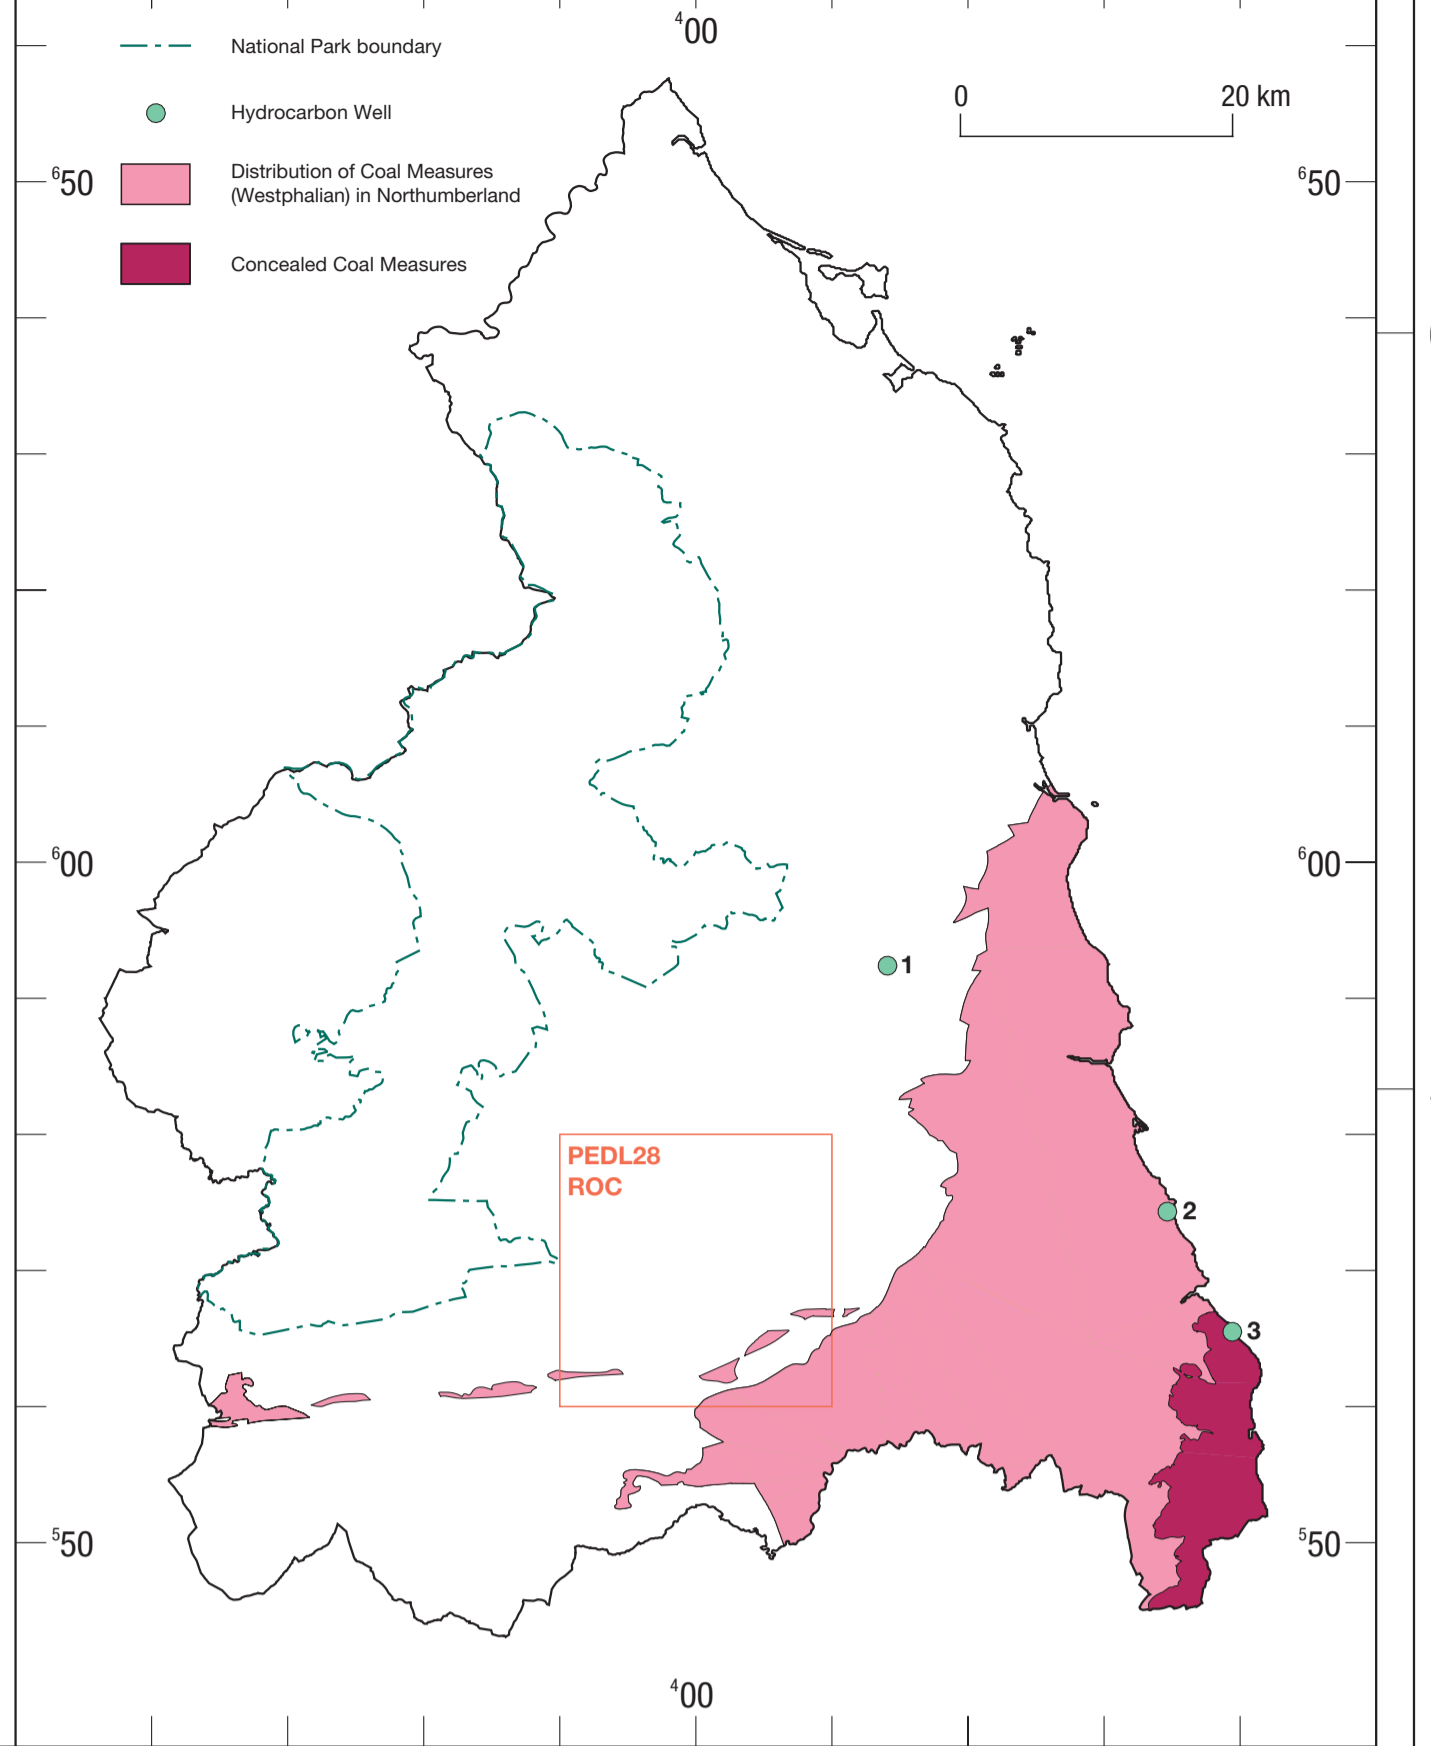 National Park boundary
Hydrocarbon Well
Distribution of Coal Measures
(Westphalian) in Northumberland
Concealed Coal Measures
⁴00
0 20 km
⁶50 ⁶50
⁶00 ⁶00
1
PEDL28
ROC
2
3
⁵50 ⁵50
⁴00